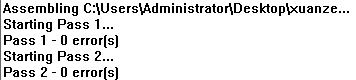 Assembling C:\Users\Administrator\Desktop\xuanze...
Starting Pass 1...
Pass 1 - 0 error(s)
Starting Pass 2...
Pass 2 - 0 error(s)